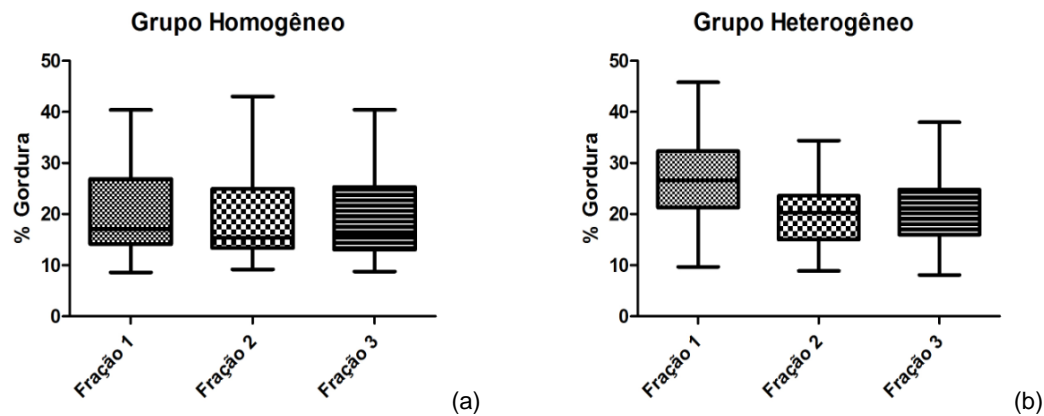 Grupo Homogêneo
50
40
30
20
10
0
% Gordura
Fração 1
Fração 2
Fração 3
(a)
Grupo Heterogêneo
50
40
30
20
10
0
% Gordura
Fração 1
Fração 2
Fração 3
(b)